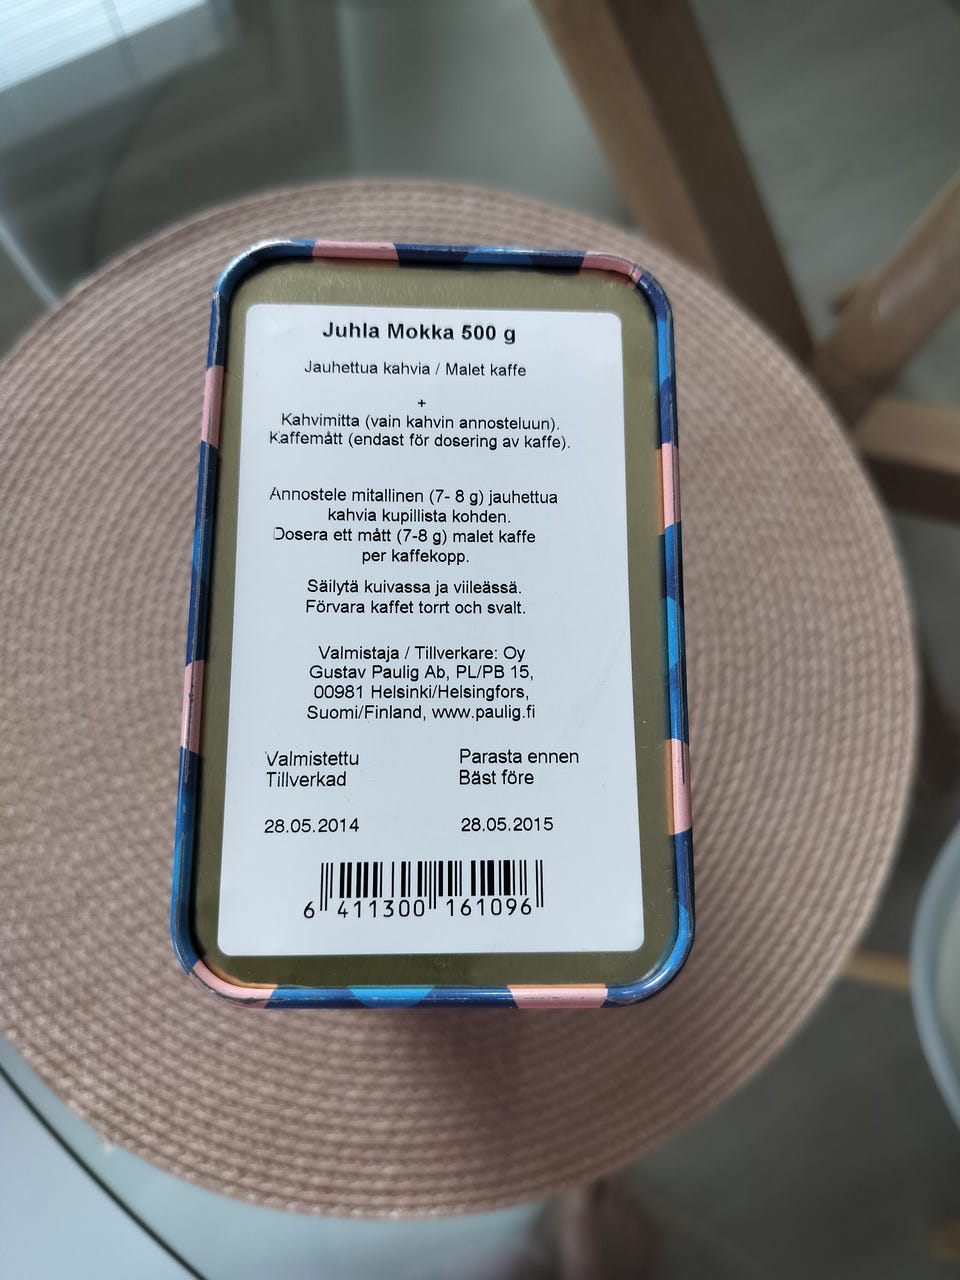 Juhla Mokka 500 g
Jauhettua kahvia / Malet kaffe
+
Kahvimitta (vain kahvin annosteluun).
Kaffemått (endast för dosering av kaffe).
Annostele mitallinen (7- 8 g) jauhettua
kahvia kupillista kohden.
Dosera ett mått (7-8 g) malet kaffe
per kaffekopp.
Säilytä kuivassa ja viileässä.
Förvara kaffet torrt och svalt.
Valmistaja / Tillverkare: Oy
Gustav Paulig Ab, PL/PB 15,
00981 Helsinki/Helsingfors,
Suomi/Finland, www.paulig.fi
Valmistettu Parasta ennen
Tillverkad Bäst före
28.05.2014 28.05.2015
6 411300 161096